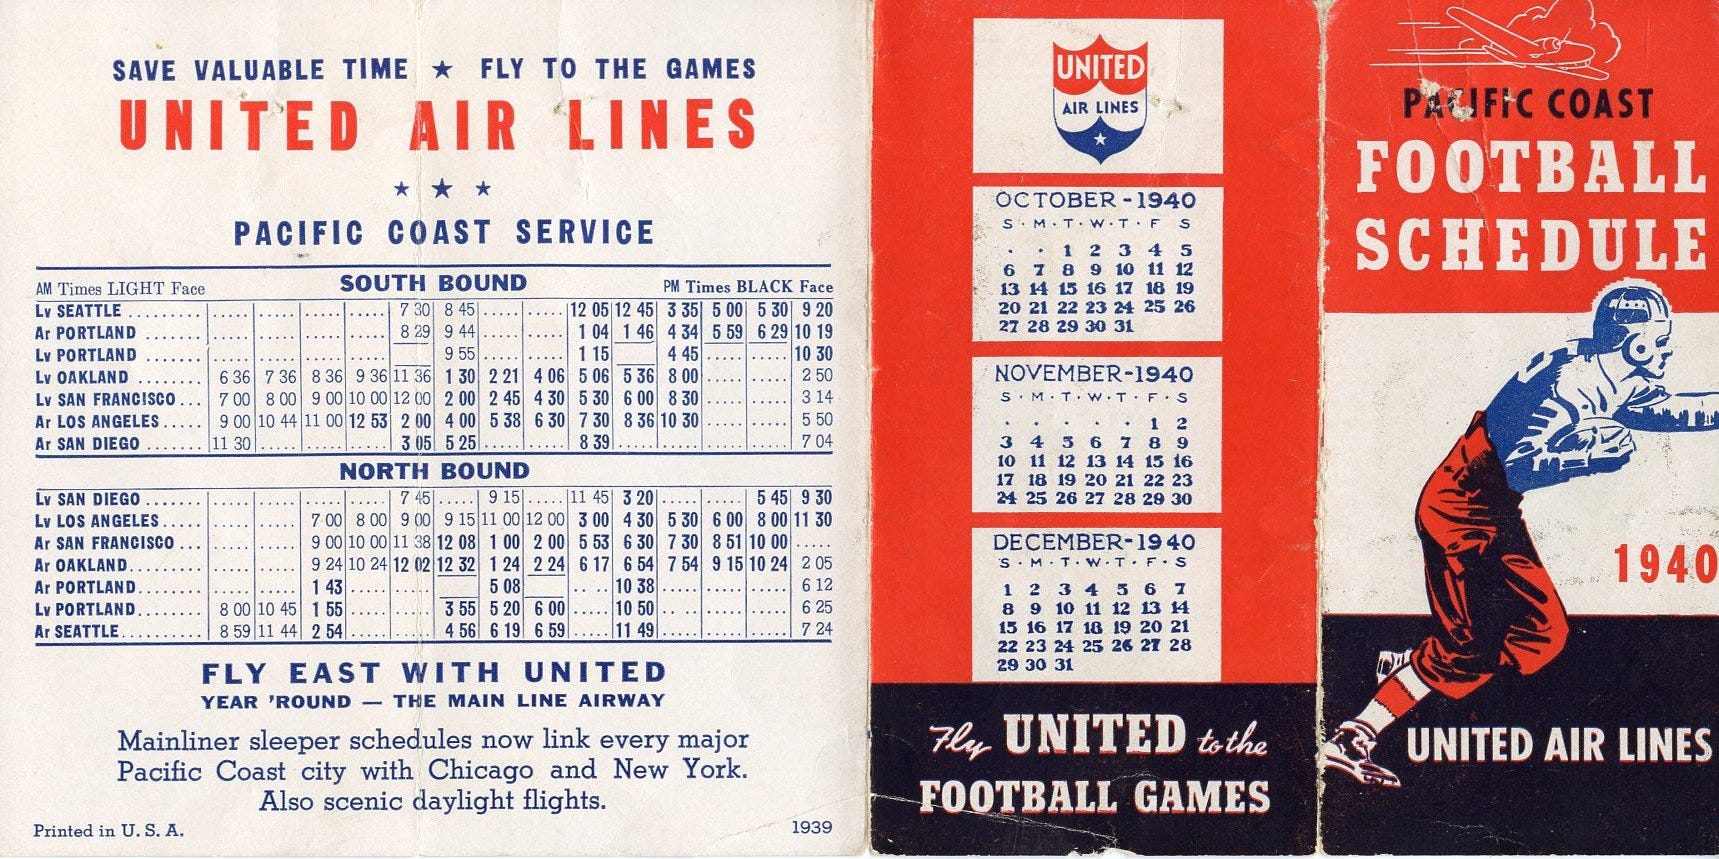 SAVE VALUABLE TIME ★ FLY TO THE GAMES
UNITED AIR LINES
★ ★ ★
PACIFIC COAST SERVICE
AM Times LIGHT Face SOUTH BOUND PM Times BLACK Face
Lv SEATTLE ......... ..... ..... ..... ..... 7 30 8 45 ..... ..... 12 05 12 45 3 35 5 00 5 30 9 20
Ar PORTLAND ....... ..... ..... ..... ..... 8 29 9 44 ..... ..... 1 04 1 46 4 34 5 59 6 29 10 19
Lv PORTLAND ..... ..... ..... ..... 9 55 ..... ..... 1 15 4 45 10 30
Lv OAKLAND ........ 6 36 7 36 8 36 9 36 11 36 1 30 2 21 4 06 5 06 5 36 8 00 ..... ..... 2 50
Lv SAN FRANCISCO... 7 00 8 00 9 00 10 00 12 00 2 00 2 45 4 30 5 30 6 00 8 30 ..... ..... 3 14
Ar LOS ANGELES ..... 9 00 10 44 11 00 12 53 2 00 4 00 5 38 6 30 7 30 8 36 10 30 ..... ..... 5 50
Ar SAN DIEGO ....... 11 30 ..... ..... ..... 3 05 5 25 ..... ..... 8 39 ..... ..... ..... ..... 7 04
NORTH BOUND
Lv SAN DIEGO ....... ..... ..... ..... ..... 7 45 ..... 9 15 ..... 11 45 3 20 ..... ..... 5 45 9 30
Lv LOS ANGELES ..... ..... ..... 7 00 8 00 9 00 9 15 11 00 12 00 3 00 4 30 5 30 6 00 8 00 11 30
Ar SAN FRANCISCO ... ..... ..... 9 00 10 00 11 38 12 08 1 00 2 00 5 53 6 30 7 30 8 51 10 00 .....
Ar OAKLAND........ ..... ..... 9 24 10 24 12 02 12 32 1 24 2 24 6 17 6 54 7 54 9 15 10 24 2 05
Ar PORTLAND....... ..... ..... 1 43 ..... ..... 5 08 ..... 10 38 ..... ..... ..... 6 12
Lv PORTLAND....... 8 00 10 45 1 55 ..... ..... 3 55 5 20 6 00 ..... 10 50 ..... ..... ..... 6 25
Ar SEATTLE......... 8 59 11 44 2 54 ..... ..... 4 56 6 19 6 59 ..... 11 49 ..... ..... ..... 7 24
FLY EAST WITH UNITED
YEAR 'ROUND — THE MAIN LINE AIRWAY
Mainliner sleeper schedules now link every major
Pacific Coast city with Chicago and New York.
Also scenic daylight flights.
Printed in U. S. A. 1939
UNITED
AIR LINES
OCTOBER - 1940
S · M · T · W · T · F S
· · 1 2 3 4 5
6 7 8 9 10 11 12
13 14 15 16 17 18 19
20 21 22 23 24 25 26
27 28 29 30 31
NOVEMBER - 1940
S · M · T · W · T · F · S
· · · · · 1 2
3 4 5 6 7 8 9
10 11 12 13 14 15 16
17 18 19 20 21 22 23
24 25 26 27 28 29 30
DECEMBER - 1940
S · M · T · W · T · F · S
1 2 3 4 5 6 7
8 9 10 11 12 13 14
15 16 17 18 19 20 21
22 23 24 25 26 27 28
29 30 31
Fly UNITED to the
FOOTBALL GAMES
PACIFIC COAST
FOOTBALL
SCHEDULE
1940
UNITED AIR LINES